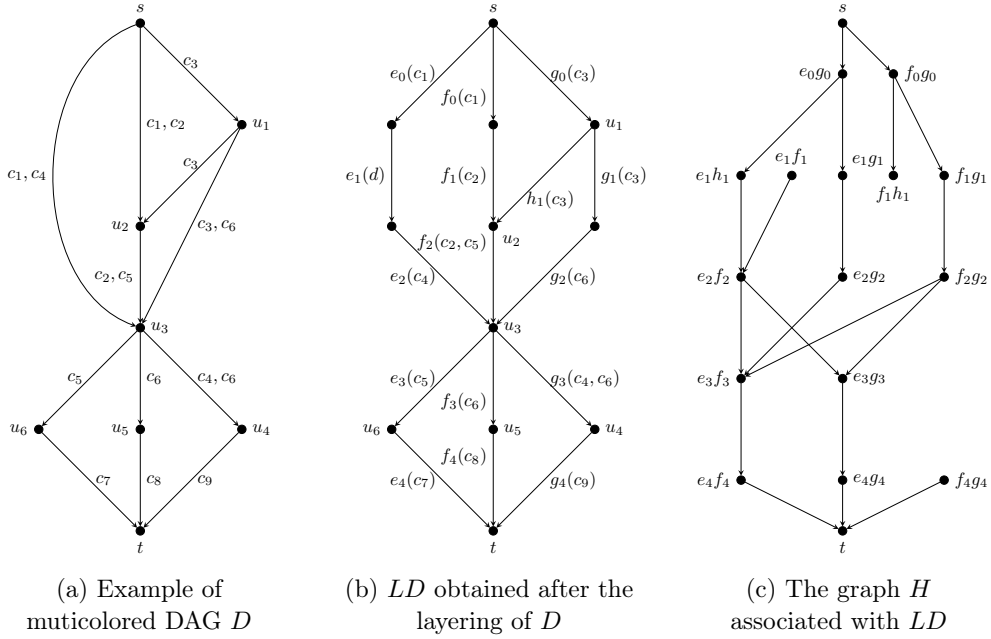 s
c₃
c₁, c₂
u₁
c₃
c₁, c₄
c₃, c₆
u₂
c₂, c₅
u₃
c₅
c₆
c₄, c₆
u₆
u₅
u₄
c₇
c₈
c₉
t
(a) Example of
muticolored DAG D
s
e₀(c₁)
g₀(c₃)
f₀(c₁)
u₁
e₁(d)
f₁(c₂)
g₁(c₃)
h₁(c₃)
f₂(c₂, c₅)
u₂
e₂(c₄)
g₂(c₆)
u₃
e₃(c₅)
g₃(c₄, c₆)
f₃(c₆)
u₆
u₅
u₄
f₄(c₈)
e₄(c₇)
g₄(c₉)
t
(b) LD obtained after the
layering of D
s
e₀g₀
f₀g₀
e₁f₁
e₁g₁
e₁h₁
f₁h₁
f₁g₁
e₂f₂
e₂g₂
f₂g₂
e₃f₃
e₃g₃
e₄f₄
e₄g₄
f₄g₄
t
(c) The graph H
associated with LD